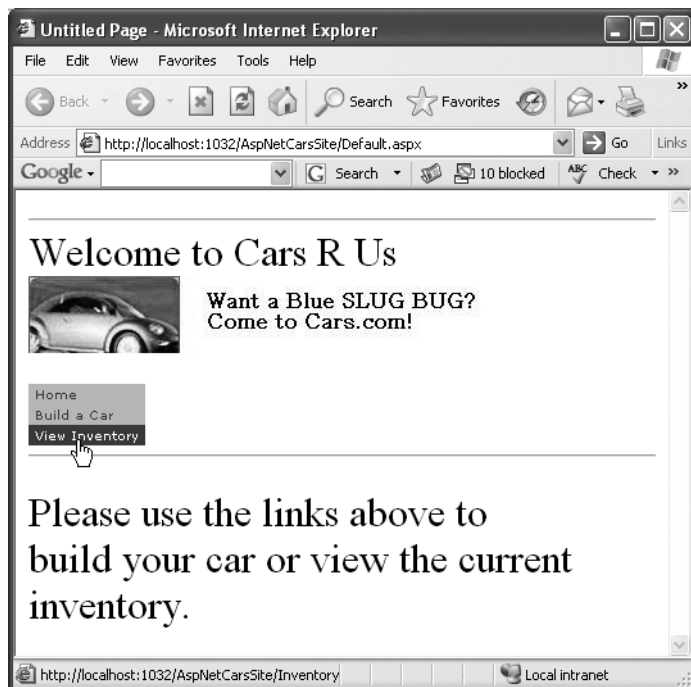 Untitled Page - Microsoft Internet Explorer
File Edit View Favorites Tools Help
Back Search Favorites »
Address http://localhost:1032/AspNetCarsSite/Default.aspx Go Links
Google G Search 10 blocked ABC Check »
Welcome to Cars R Us
Want a Blue SLUG BUG?
Come to Cars.com!
Home
Build a Car
View Inventory
Please use the links above to
build your car or view the current
inventory.
http://localhost:1032/AspNetCarsSite/Inventory Local intranet